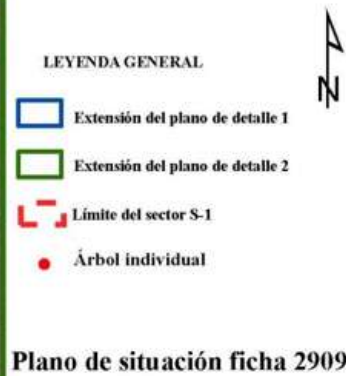 LEYENDA GENERAL
N
Extensión del plano de detalle 1
Extensión del plano de detalle 2
Límite del sector S-1
Árbol individual
Plano de situación ficha 2909